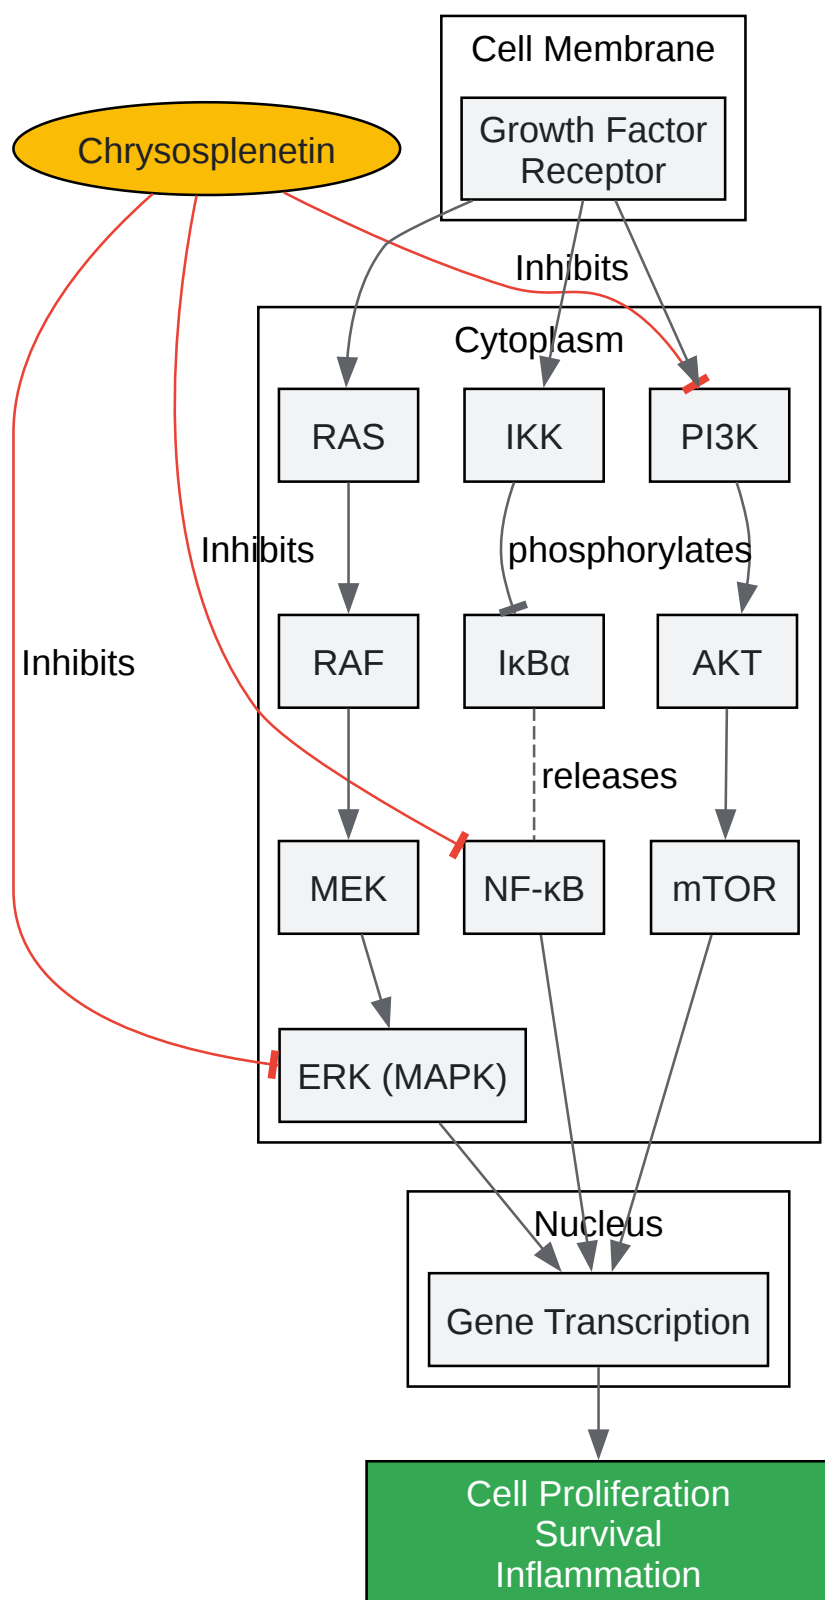 Cell Membrane
Growth Factor
Receptor
Chrysosplenetin
Inhibits
Cytoplasm
RAS
IKK
PI3K
Inhibits
phosphorylates
Inhibits
RAF
IκBα
AKT
releases
MEK
NF-κB
mTOR
ERK (MAPK)
Nucleus
Gene Transcription
Cell Proliferation
Survival
Inflammation